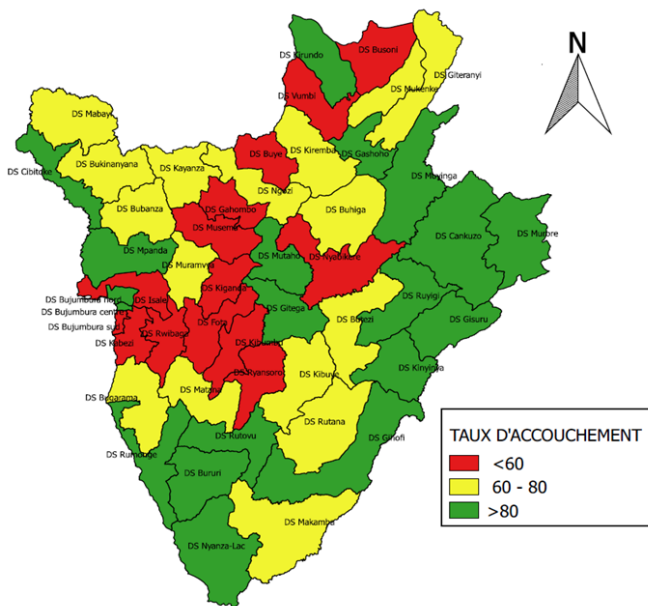 N
DS Kirundo
DS Busoni
DS Giteranyi
DS Mukenke
DS Vumbi
DS Mabayi
DS Kiremba
DS Buye
DS Gashoho
DS Cibitoke
DS Bukinanyana
DS Kayanza
DS Muyinga
DS Ngozi
DS Bubanza
DS Gahombo
DS Buhiga
DS Musema
DS Cankuzo
DS Murore
DS Mpanda
DS Mutaho
DS Nyabikere
DS Muramvya
DS Kiganda
DS Ruyigi
DS Bujumbura nord
DS Isale
DS Gitega
DS Bujumbura centre
DS Butezi
DS Gisuru
DS Bujumbura sud
DS Rwibaga
DS Fota
DS Kabezi
DS Kibumbu
DS Kinyinya
DS Ryansoro
DS Kibuye
DS Matana
DS Bugarama
DS Rutana
DS Rutovu
DS Gihofi
DS Rumonge
DS Bururi
DS Makamba
DS Nyanza-Lac
TAUX D'ACCOUCHEMENT
<60
60 - 80
>80